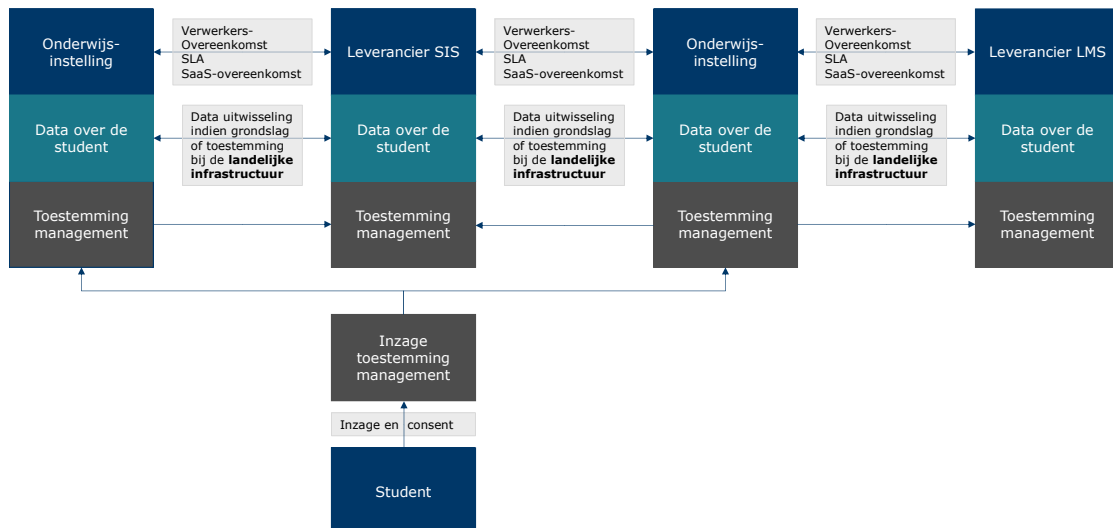 Onderwijs-
instelling
Verwerkers-
Overeenkomst
SLA
SaaS-overeenkomst
Leverancier SIS
Verwerkers-
Overeenkomst
SLA
SaaS-overeenkomst
Onderwijs-
instelling
Verwerkers-
Overeenkomst
SLA
SaaS-overeenkomst
Leverancier LMS
Data over de
student
Data uitwisseling
indien grondslag
of toestemming
bij de landelijke
infrastructuur
Data over de
student
Data uitwisseling
indien grondslag
of toestemming
bij de landelijke
infrastructuur
Data over de
student
Data uitwisseling
indien grondslag
of toestemming
bij de landelijke
infrastructuur
Data over de
student
Toestemming
management
Toestemming
management
Toestemming
management
Toestemming
management
Inzage
toestemming
management
Inzage en consent
Student